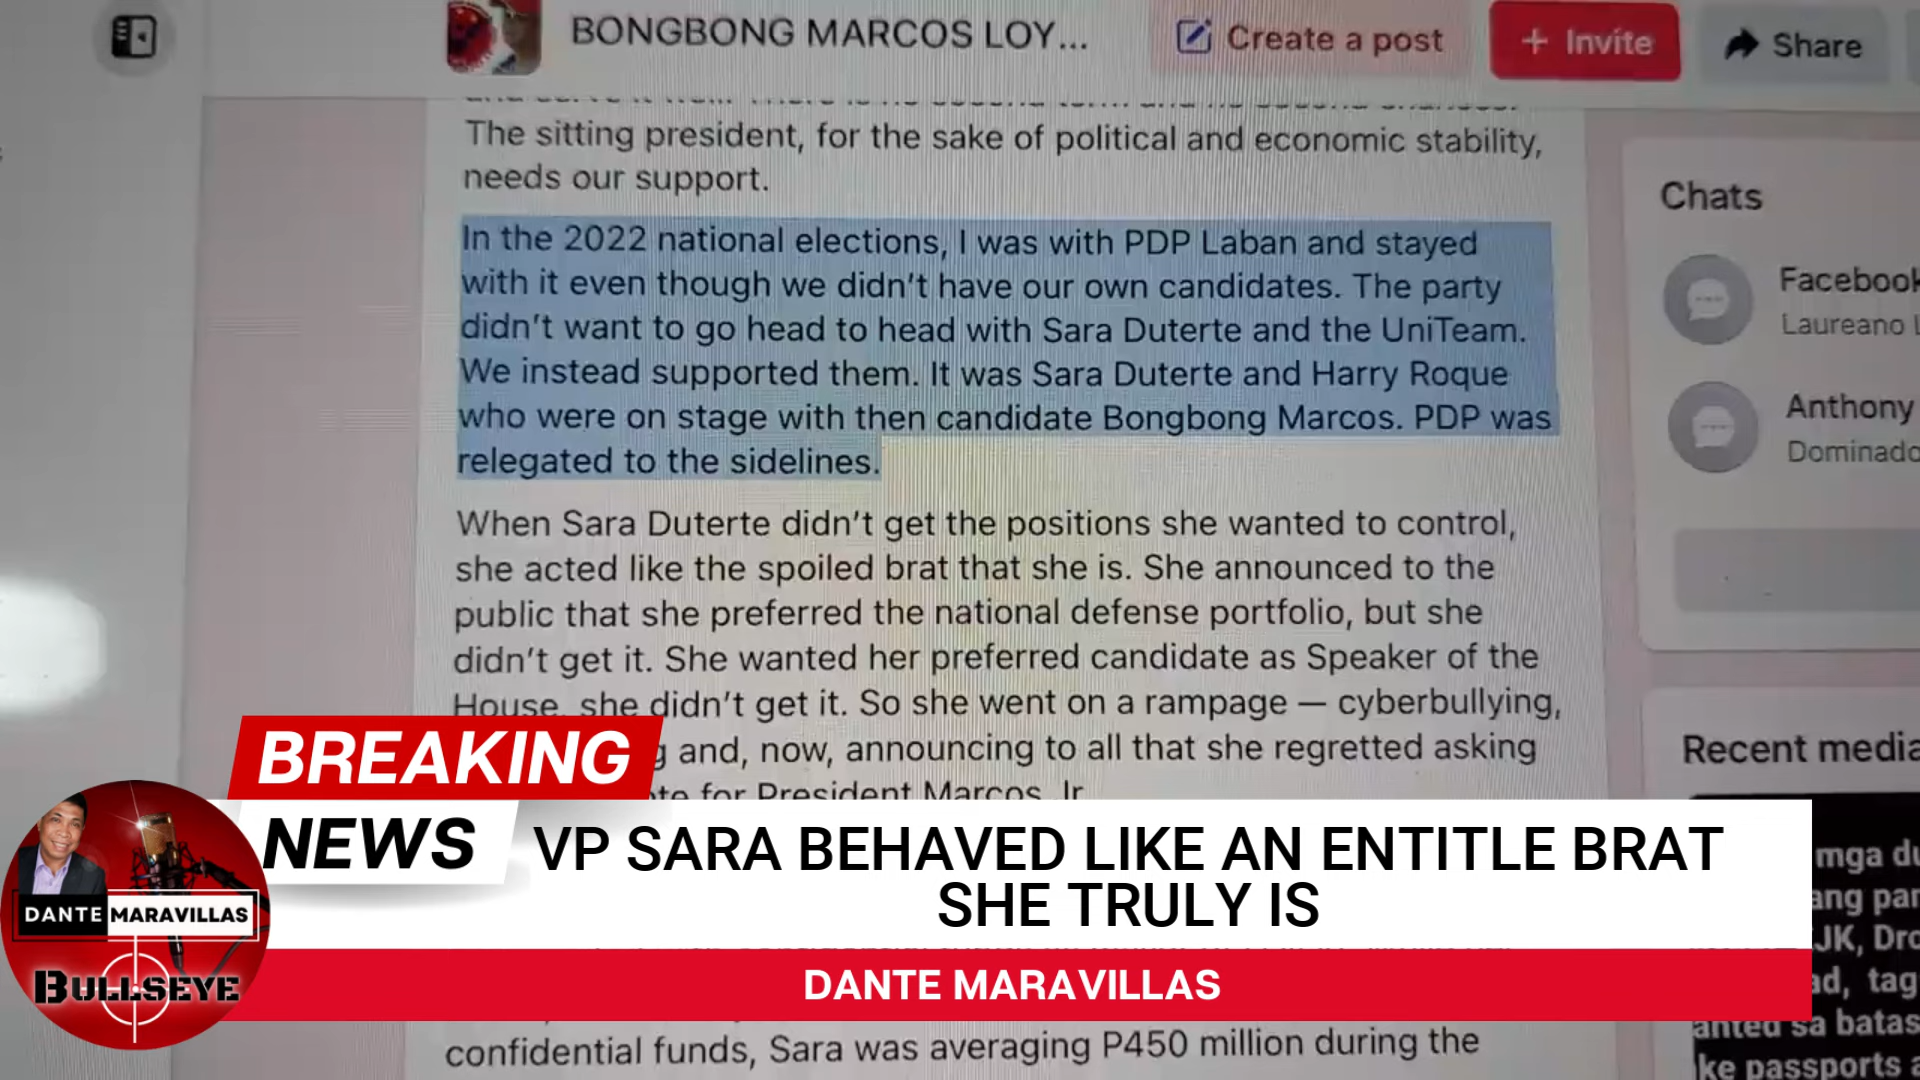 BONGBONG MARCOS LOY...
Create a post
+ Invite
Share
The sitting president, for the sake of political and economic stability,
needs our support.
In the 2022 national elections, I was with PDP Laban and stayed
with it even though we didn't have our own candidates. The party
didn't want to go head to head with Sara Duterte and the UniTeam.
We instead supported them. It was Sara Duterte and Harry Roque
who were on stage with then candidate Bongbong Marcos. PDP was
relegated to the sidelines.
When Sara Duterte didn't get the positions she wanted to control,
she acted like the spoiled brat that she is. She announced to the
public that she preferred the national defense portfolio, but she
didn't get it. She wanted her preferred candidate as Speaker of the
House, she didn't get it. So she went on a rampage — cyberbullying,
and, now, announcing to all that she regretted asking
for President Marcos Jr
confidential funds, Sara was averaging P450 million during the
Chats
Facebook
Laureano L
Anthony
Dominado
Recent media
mga du
ang par
JK, Dro
ad, tag
anted sa batas
ke passports a
BREAKING
NEWS
VP SARA BEHAVED LIKE AN ENTITLE BRAT
SHE TRULY IS
DANTE MARAVILLAS
DANTE MARAVILLAS
BULLSEYE